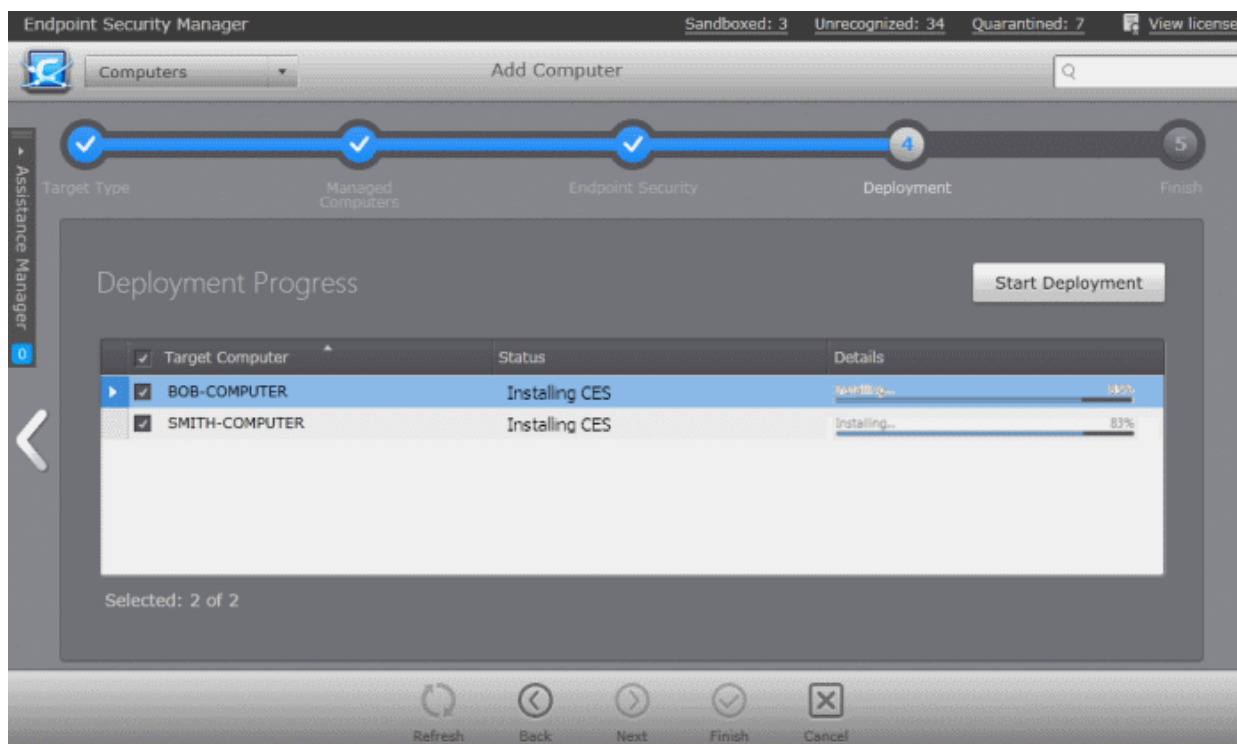 Endpoint Security Manager Sandboxed: 3 Unrecognized: 34 Quarantined: 7 View license
Computers Add Computer
4 5
Target Type Managed Computers Endpoint Security Deployment Finish
Assistance Manager
0
Deployment Progress Start Deployment
Target Computer Status Details
BOB-COMPUTER Installing CES
SMITH-COMPUTER Installing CES Installing... 83%
Selected: 2 of 2
Refresh Back Next Finish Cancel